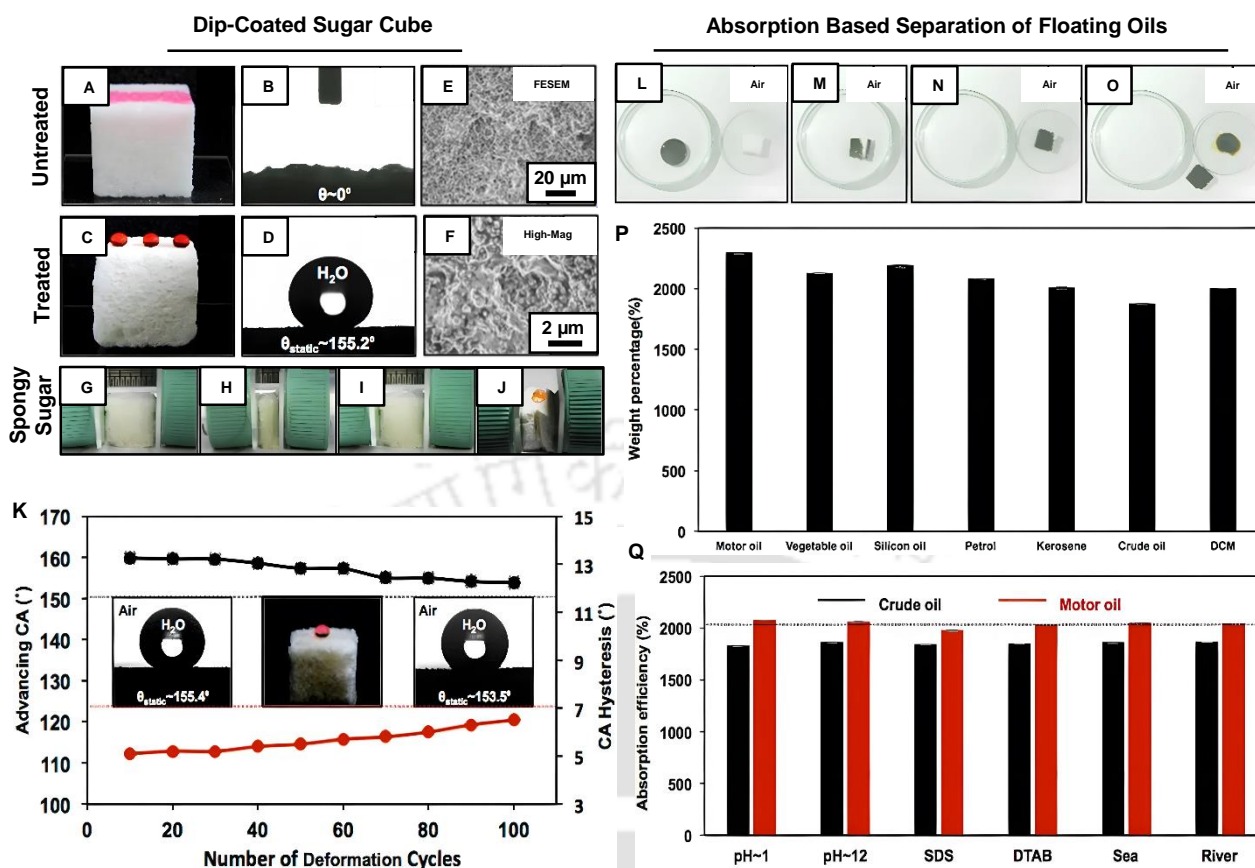 Dip-Coated Sugar Cube
Absorption Based Separation of Floating Oils
Untreated
A
B
θ~0°
E
FESEM
20 µm
Treated
C
D
H₂O
θstatic~155.2°
F
High-Mag
2 µm
Spongy
Sugar
G
H
I
J
L
Air
M
Air
N
Air
O
Air
P
Weight percentage(%)
2500
2000
1500
1000
500
0
Motor oil Vegetable oil Silicon oil Petrol Kerosene Crude oil DCM
K
Advancing CA (°)
170
160
150
140
130
120
110
100
CA Hysteresis (°)
15
13
11
9
7
5
3
Air
H₂O
θstatic~155.4°
Air
H₂O
θstatic~153.5°
0 20 40 60 80 100
Number of Deformation Cycles
Q
Absorption efficiency (%)
2500
2000
1500
1000
500
0
Crude oil Motor oil
pH~1 pH~12 SDS DTAB Sea River